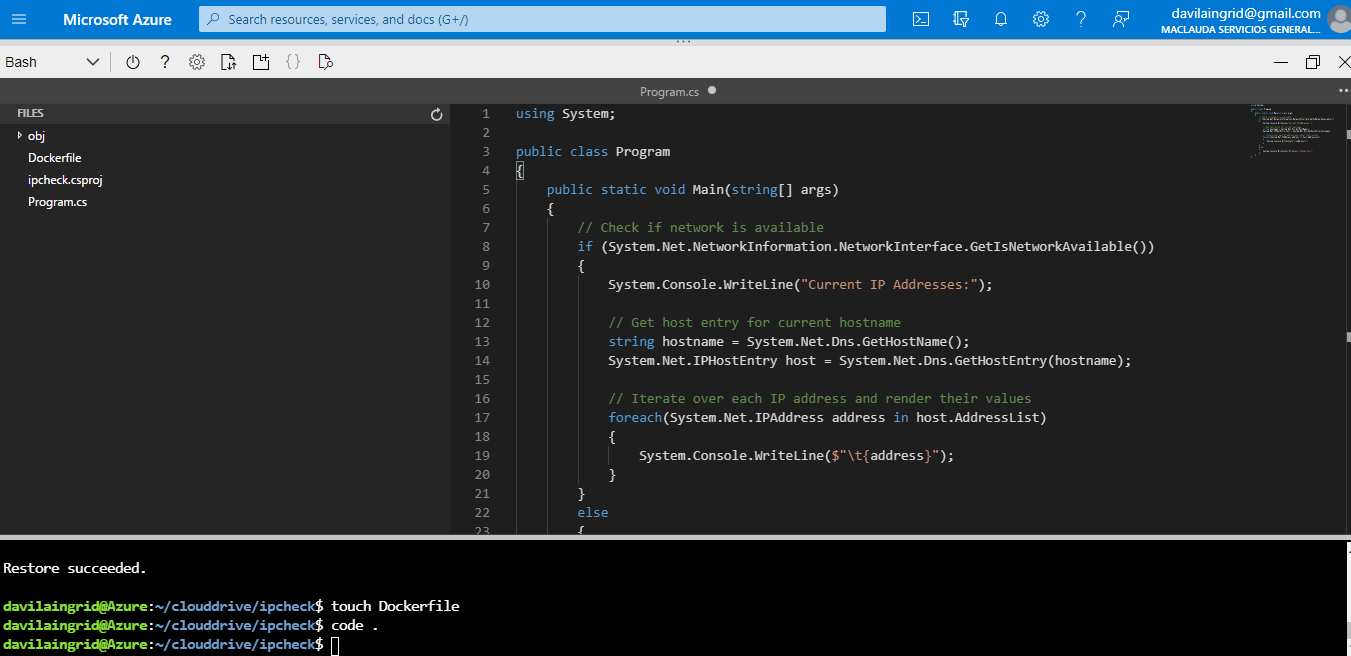 Microsoft Azure
Search resources, services, and docs (G+/)
davilaingrid@gmail.com
MACLAUDA SERVICIOS GENERAL...
Bash
Program.cs
FILES
obj
Dockerfile
ipcheck.csproj
Program.cs
1 using System;
2
3 public class Program
4 {
5 public static void Main(string[] args)
6 {
7 // Check if network is available
8 if (System.Net.NetworkInformation.NetworkInterface.GetIsNetworkAvailable())
9 {
10 System.Console.WriteLine("Current IP Addresses:");
11
12 // Get host entry for current hostname
13 string hostname = System.Net.Dns.GetHostName();
14 System.Net.IPHostEntry host = System.Net.Dns.GetHostEntry(hostname);
15
16 // Iterate over each IP address and render their values
17 foreach(System.Net.IPAddress address in host.AddressList)
18 {
19 System.Console.WriteLine($"\t{address}");
20 }
21 }
22 else
23 {
Restore succeeded.
davilaingrid@Azure:~/clouddrive/ipcheck$ touch Dockerfile
davilaingrid@Azure:~/clouddrive/ipcheck$ code .
davilaingrid@Azure:~/clouddrive/ipcheck$